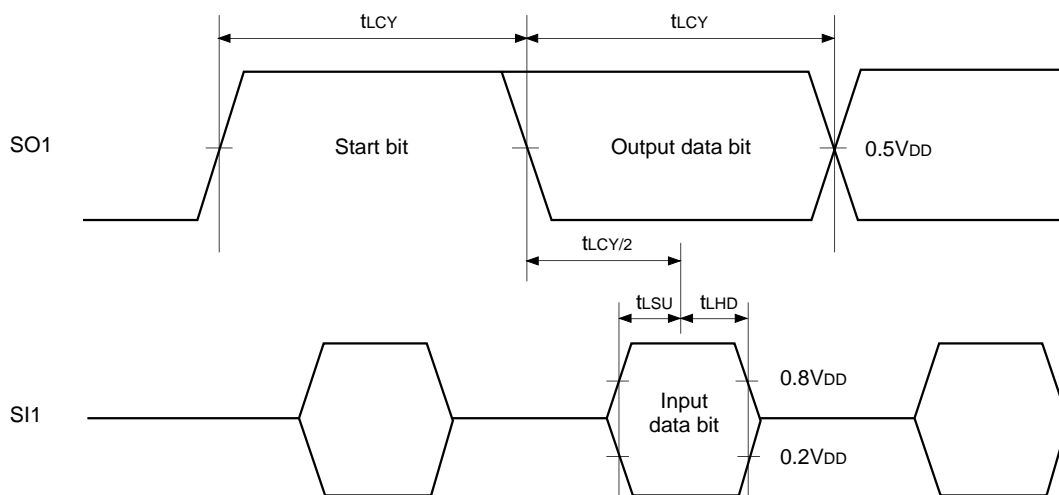 tLCY
tLCY
SO1
Start bit
Output data bit
0.5VDD
tLCY/2
tLSU
tLHD
0.8VDD
SI1
Input
data bit
0.2VDD